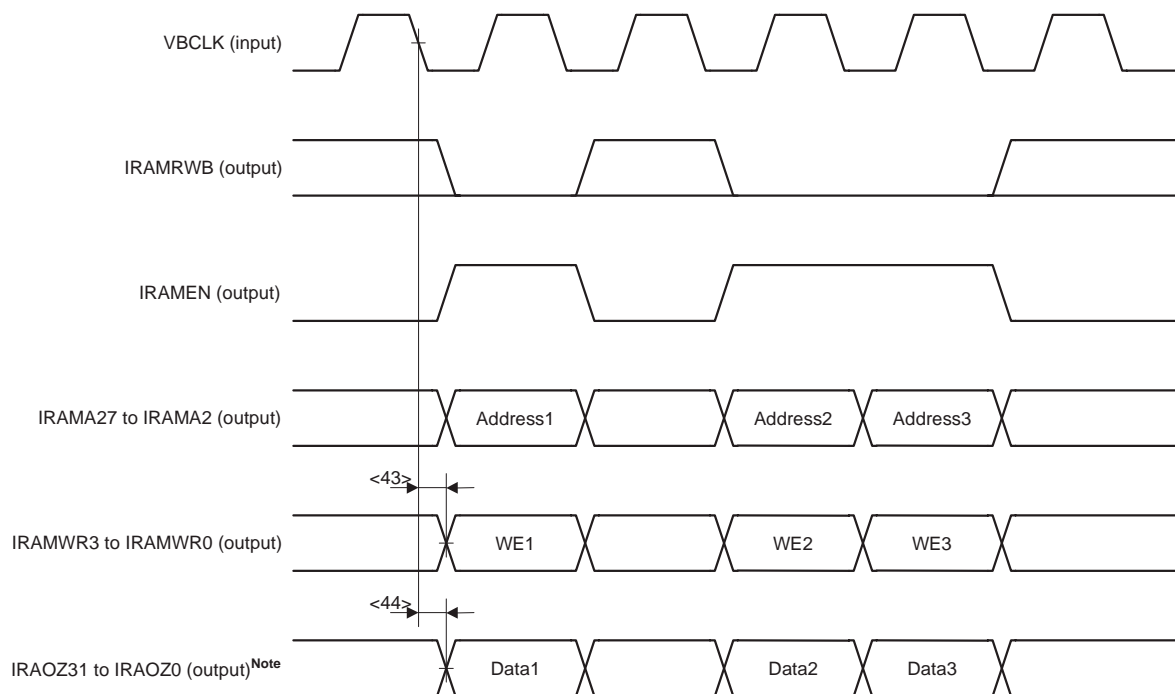 VBCLK (input)
IRAMRWB (output)
IRAMEN (output)
IRAMA27 to IRAMA2 (output) Address1 Address2 Address3
<43>
IRAMWR3 to IRAMWR0 (output) WE1 WE2 WE3
<44>
IRAOZ31 to IRAOZ0 (output)Note Data1 Data2 Data3